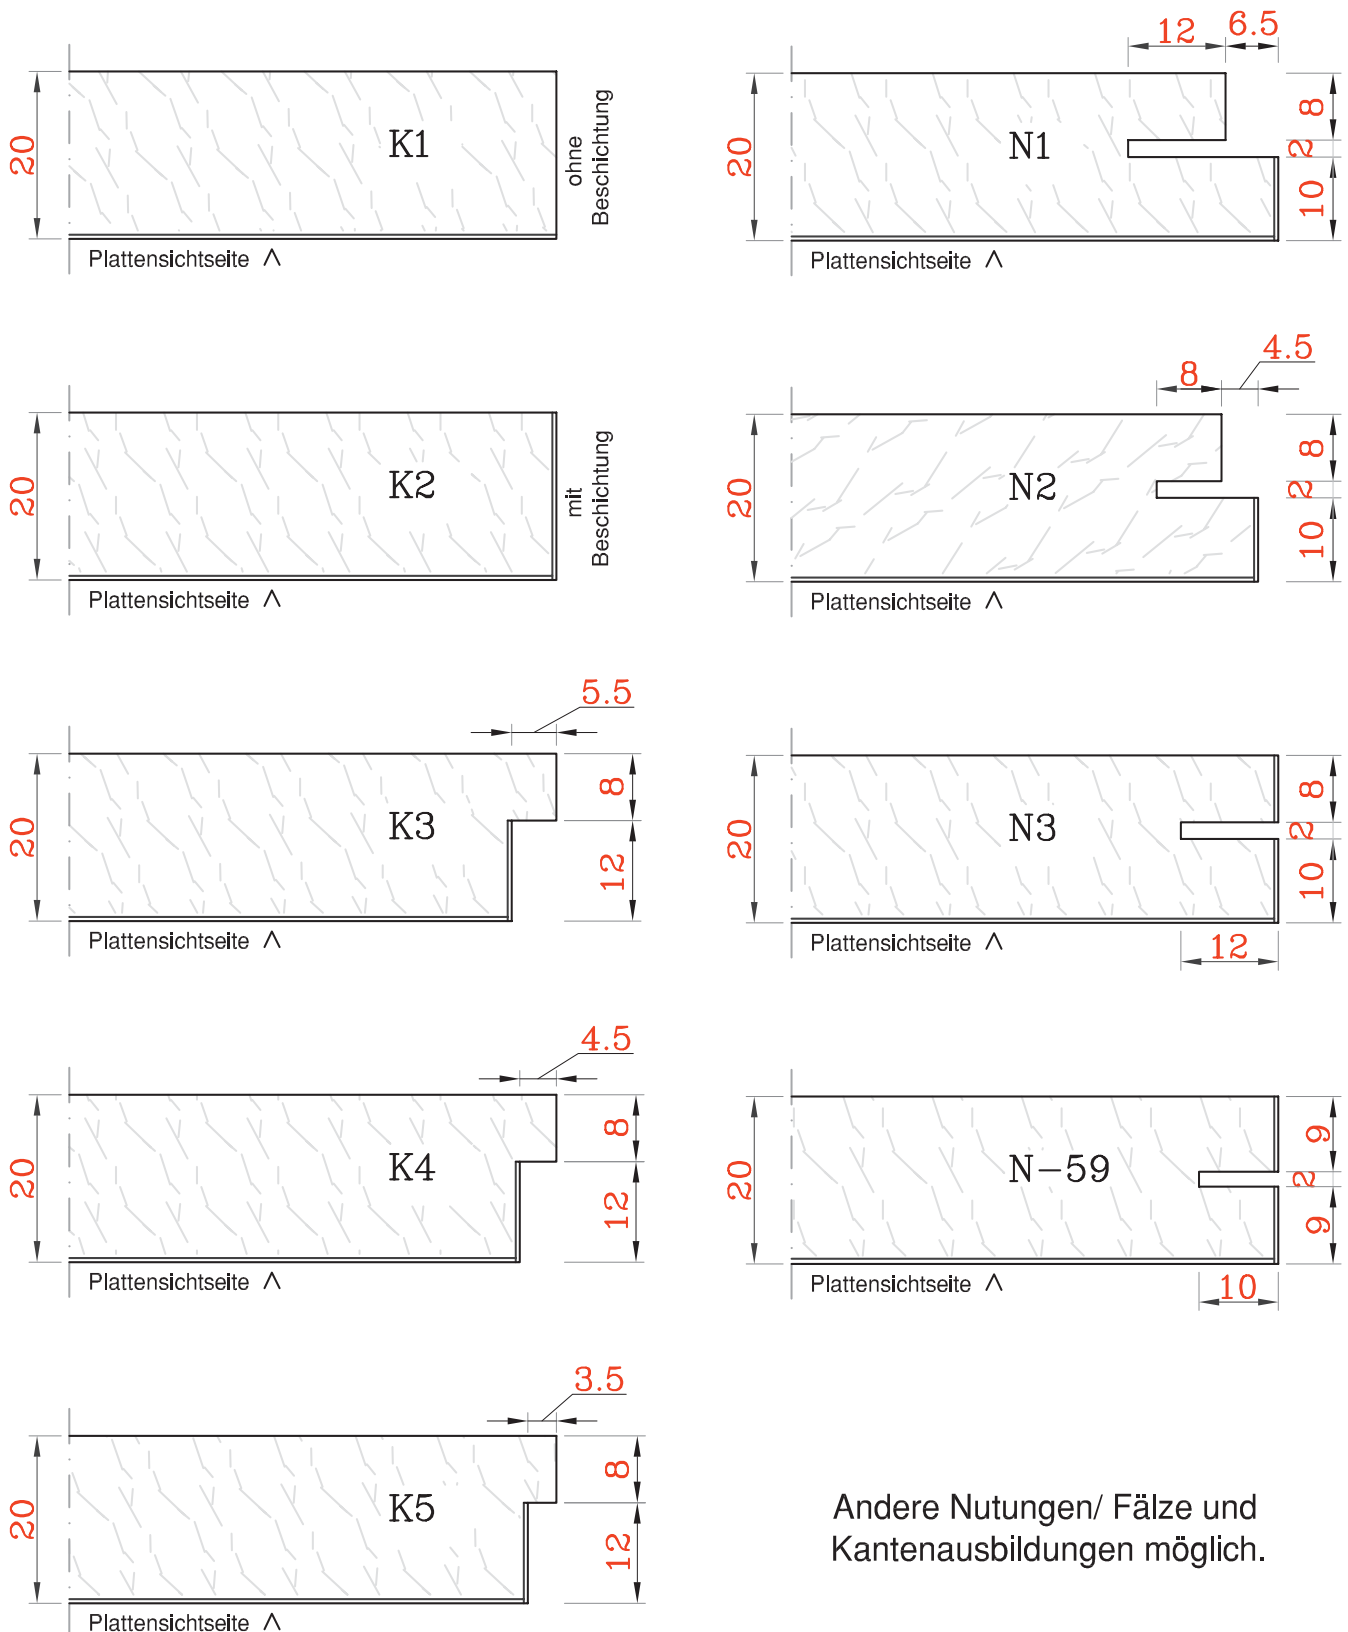 K1
20
ohne
Beschichtung
Plattensichtseite
12
6.5
N1
20
8
2
10
Plattensichtseite
K2
20
mit
Beschichtung
Plattensichtseite
4.5
8
N2
20
8
2
10
Plattensichtseite
5.5
K3
20
8
12
Plattensichtseite
N3
20
8
2
10
12
Plattensichtseite
4.5
K4
20
8
12
Plattensichtseite
N-59
20
9
2
9
10
Plattensichtseite
3.5
K5
20
8
12
Plattensichtseite
Andere Nutungen/ Fälze und
Kantenausbildungen möglich.